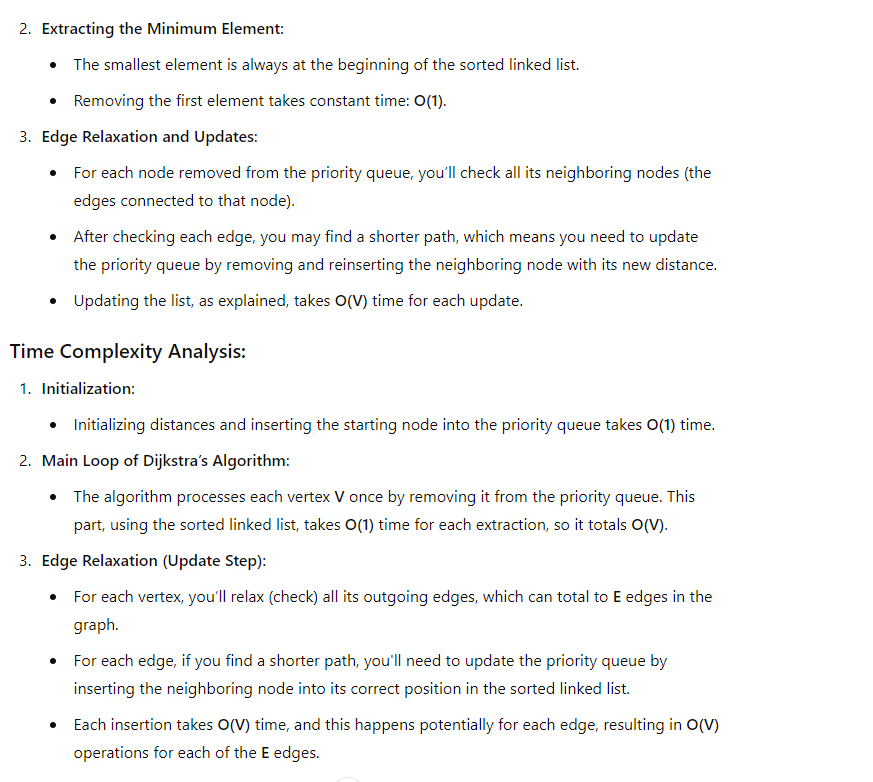 2. Extracting the Minimum Element:
• The smallest element is always at the beginning of the sorted linked list.
• Removing the first element takes constant time: O(1).
3. Edge Relaxation and Updates:
• For each node removed from the priority queue, you'll check all its neighboring nodes (the
edges connected to that node).
• After checking each edge, you may find a shorter path, which means you need to update
the priority queue by removing and reinserting the neighboring node with its new distance.
• Updating the list, as explained, takes O(V) time for each update.
Time Complexity Analysis:
1. Initialization:
• Initializing distances and inserting the starting node into the priority queue takes O(1) time.
2. Main Loop of Dijkstra's Algorithm:
• The algorithm processes each vertex V once by removing it from the priority queue. This
part, using the sorted linked list, takes O(1) time for each extraction, so it totals O(V).
3. Edge Relaxation (Update Step):
• For each vertex, you'll relax (check) all its outgoing edges, which can total to E edges in the
graph.
• For each edge, if you find a shorter path, you'll need to update the priority queue by
inserting the neighboring node into its correct position in the sorted linked list.
• Each insertion takes O(V) time, and this happens potentially for each edge, resulting in O(V)
operations for each of the E edges.